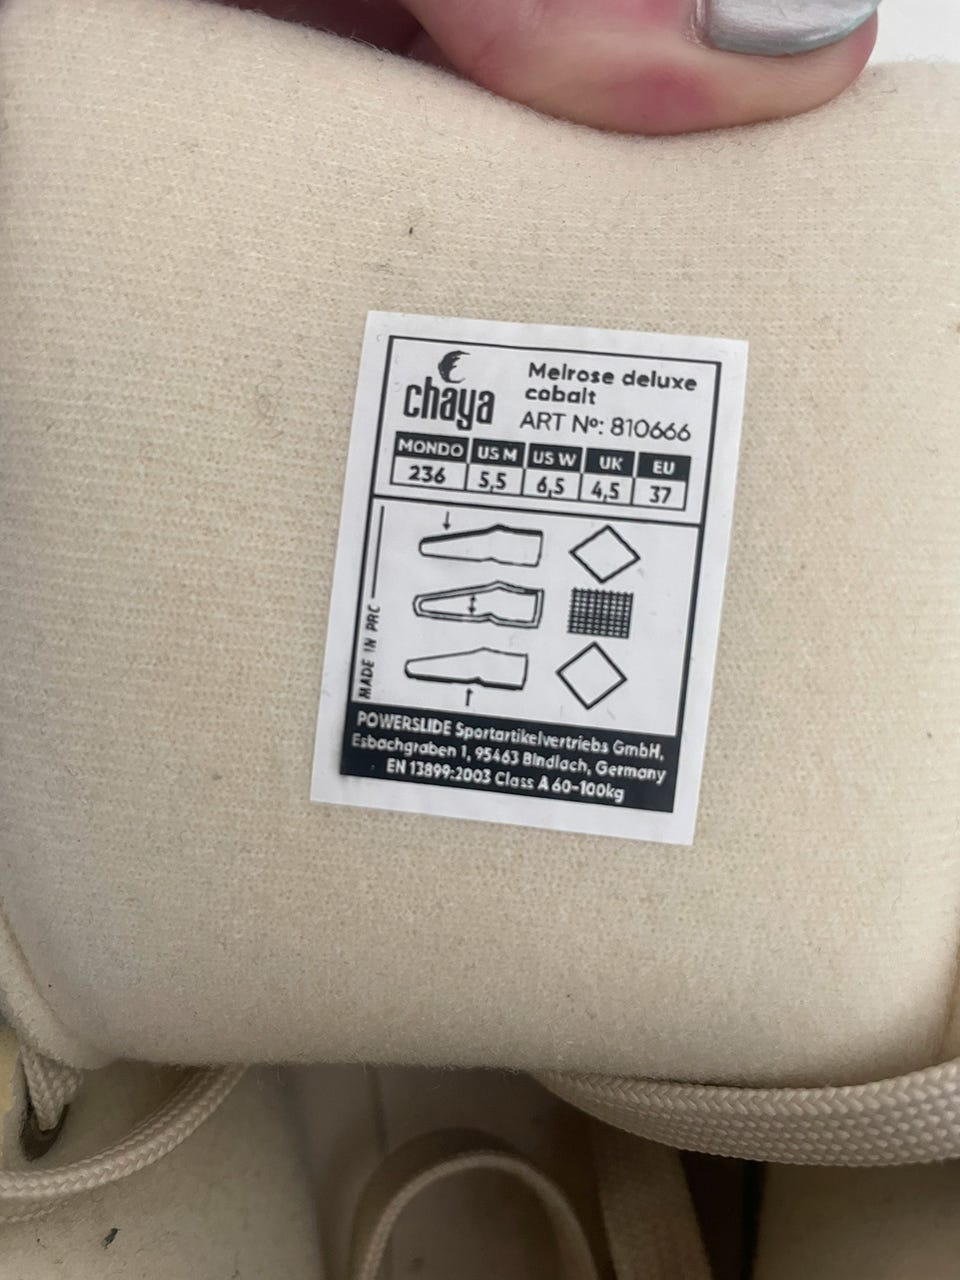 chaya
Melrose deluxe
cobalt
ART Nº: 810666
MONDO US M US W UK EU
236 5,5 6,5 4,5 37
MADE IN PRC
POWERSLIDE Sportartikelvertriebs GmbH,
Esbachgraben 1, 95463 Bindlach, Germany
EN 13899:2003 Class A 60-100kg